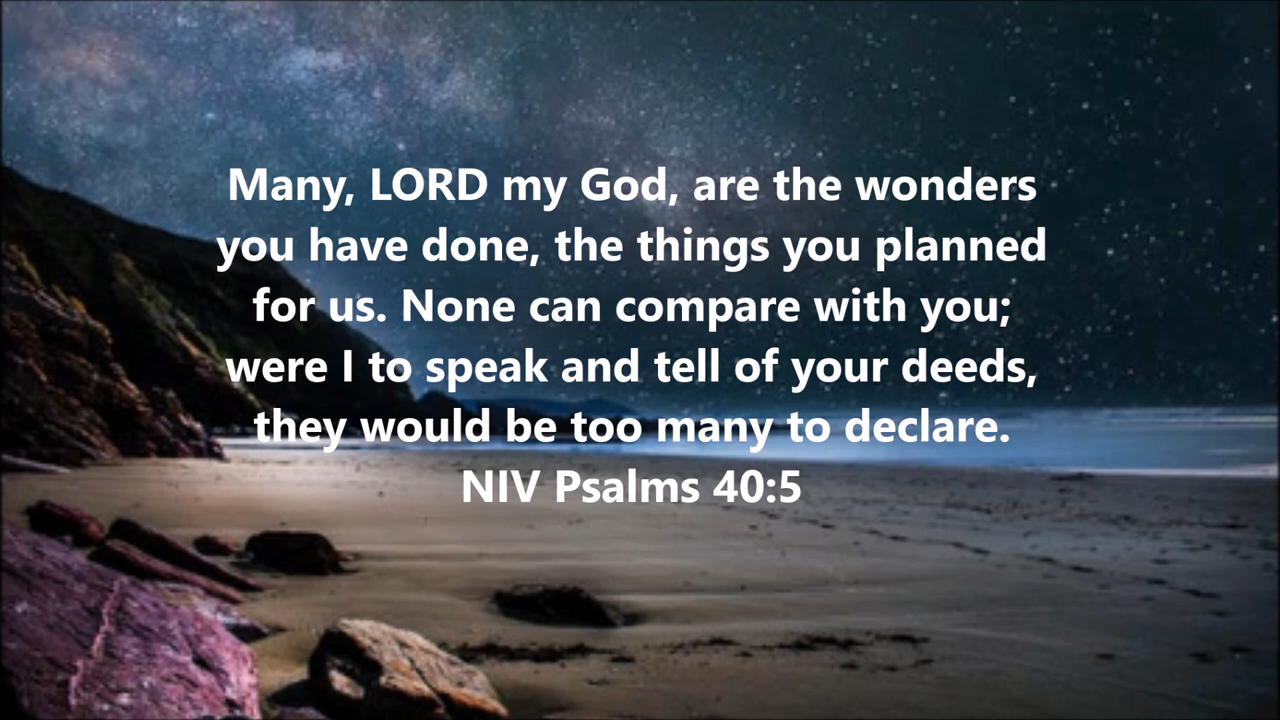 Many, LORD my God, are the wonders
you have done, the things you planned
for us. None can compare with you;
were I to speak and tell of your deeds,
they would be too many to declare.
NIV Psalms 40:5